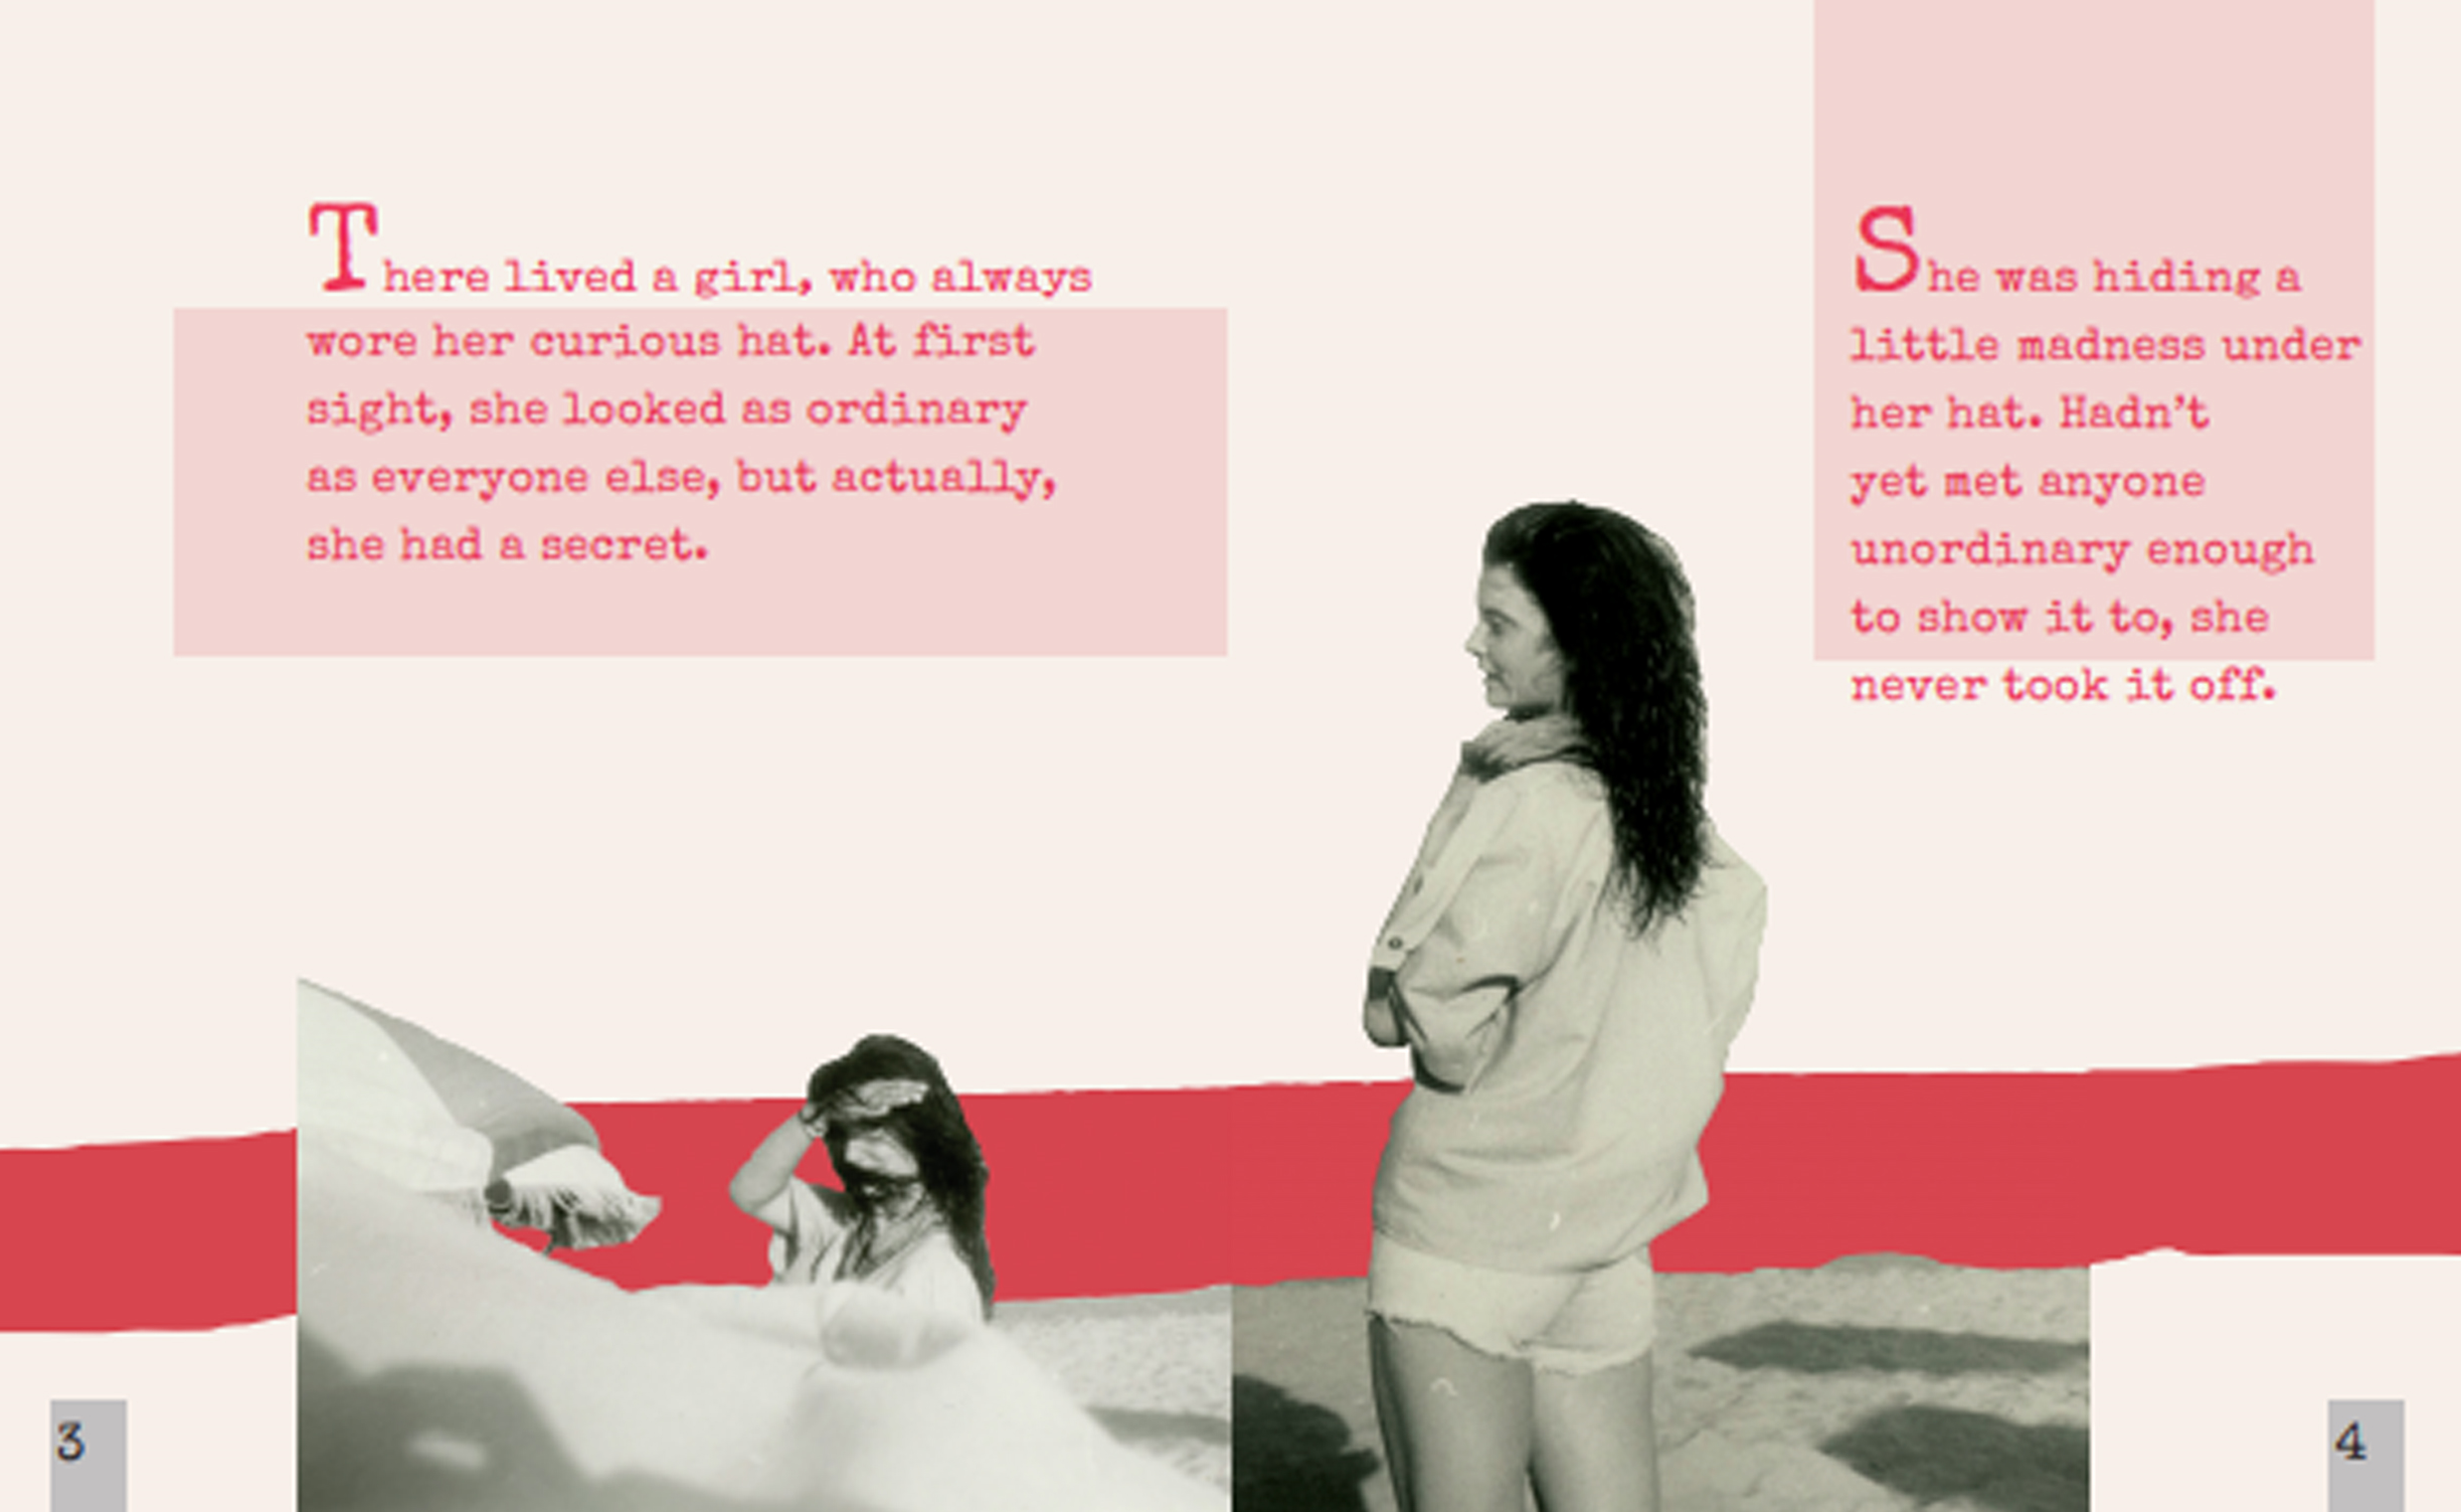 There lived a girl, who always
wore her curious hat. At first
sight, she looked as ordinary
as everyone else, but actually,
she had a secret.
She was hiding a
little madness under
her hat. Hadn’t
yet met anyone
unordinary enough
to show it to, she
never took it off.
3
4